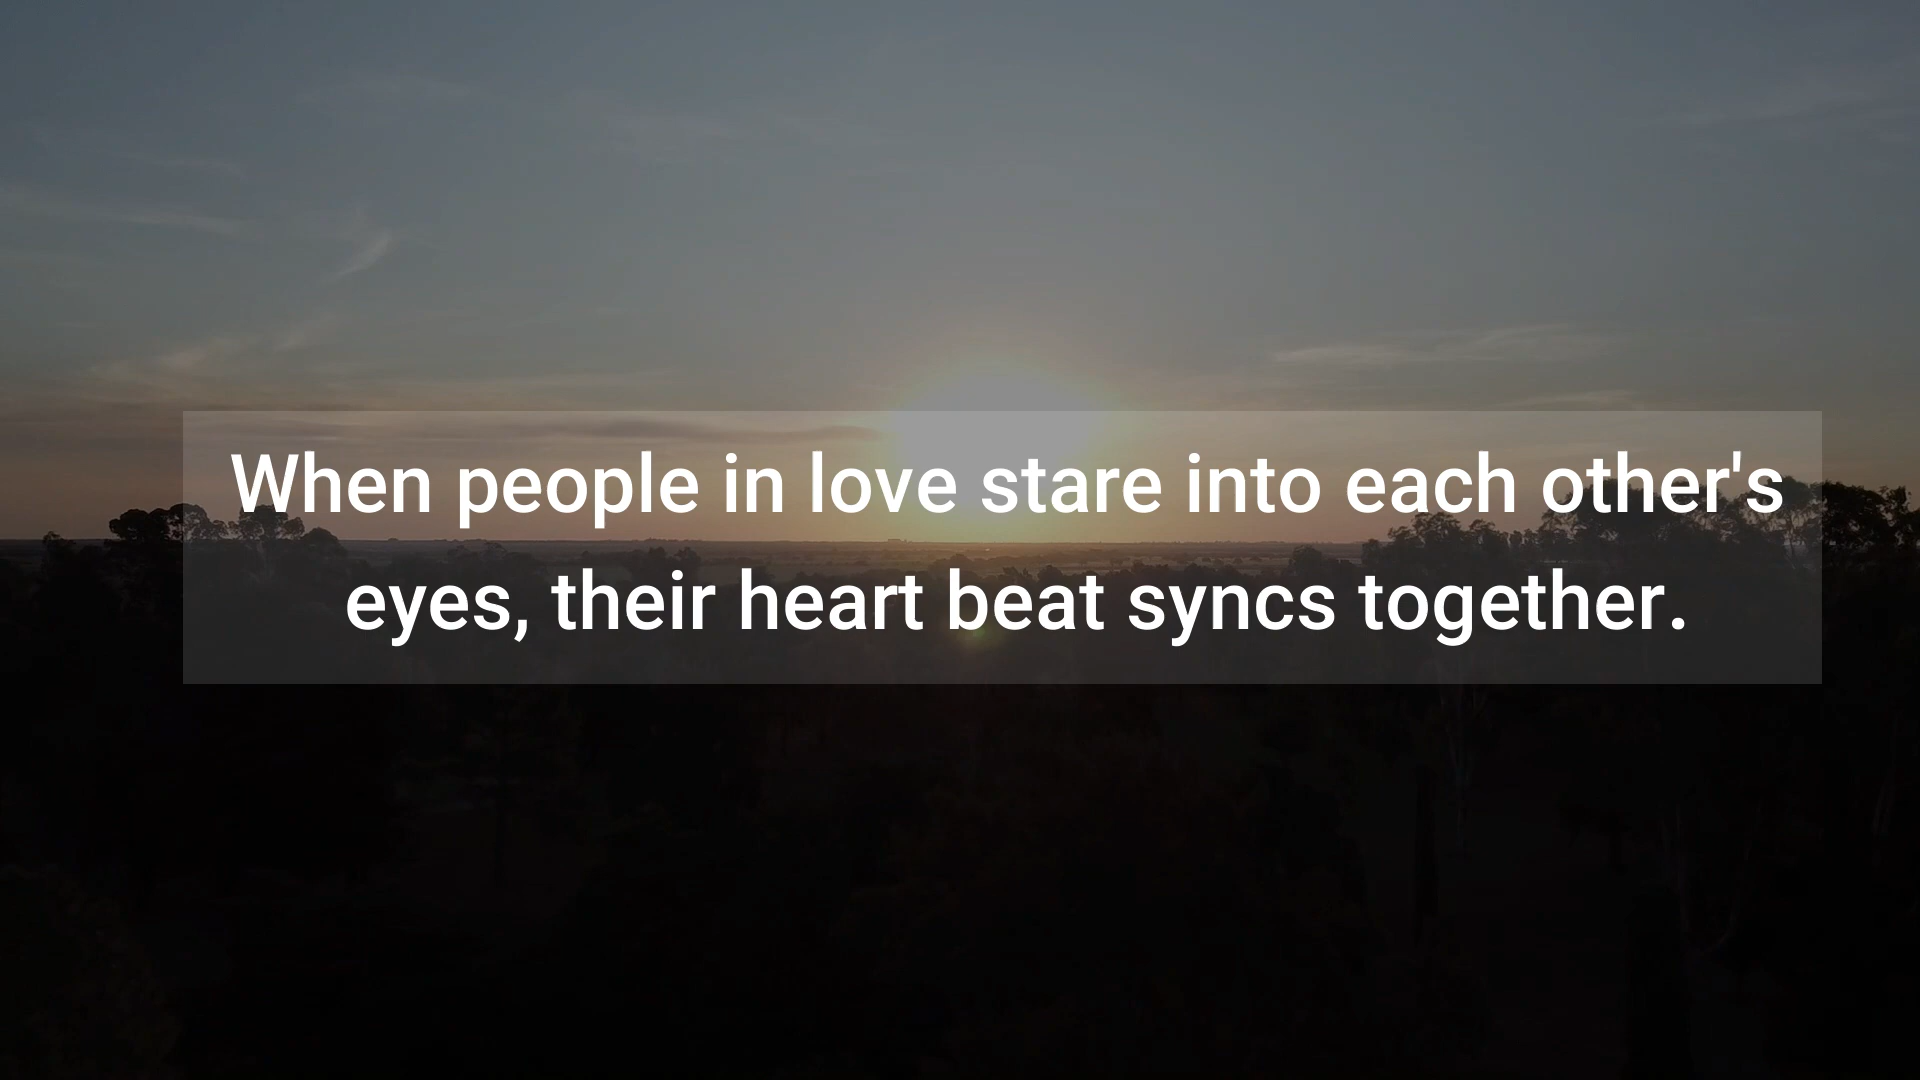 When people in love stare into each other's
eyes, their heart beat syncs together.